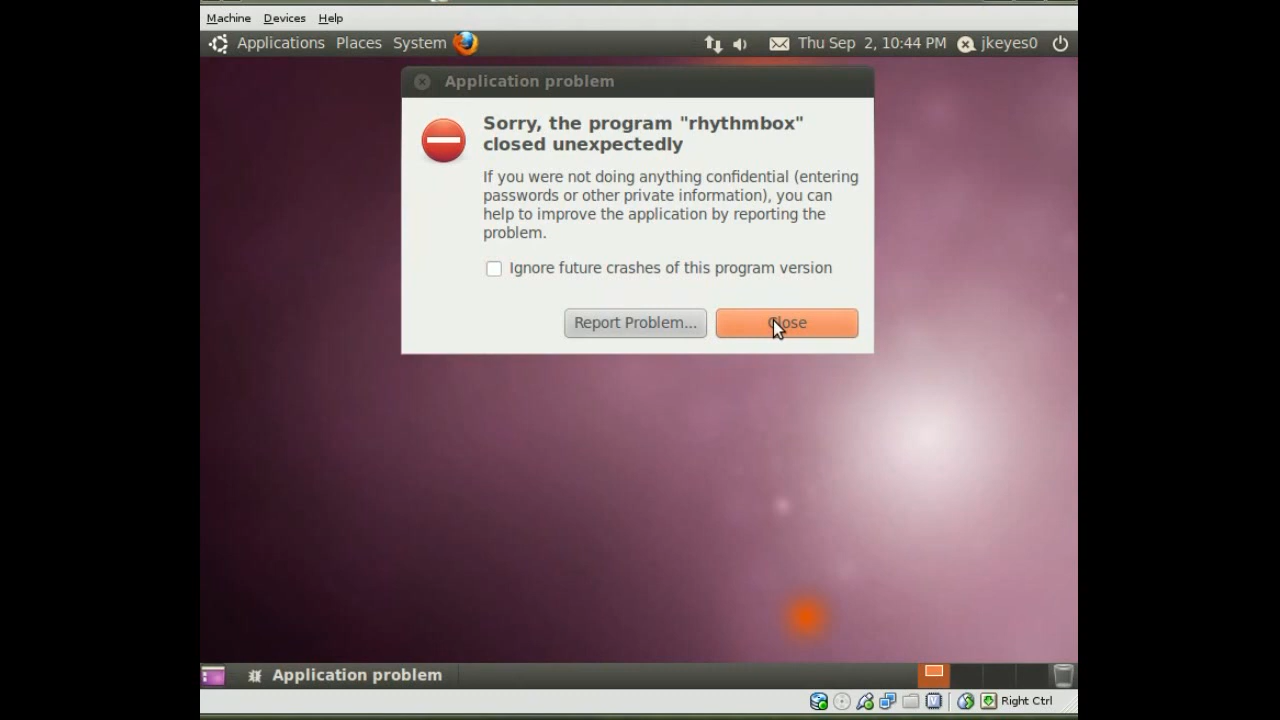 Machine Devices Help
Applications Places System Thu Sep 2, 10:44 PM jkeyes0
Application problem
Sorry, the program "rhythmbox"
closed unexpectedly
If you were not doing anything confidential (entering
passwords or other private information), you can
help to improve the application by reporting the
problem.
Ignore future crashes of this program version
Report Problem... Close
Application problem
Right Ctrl